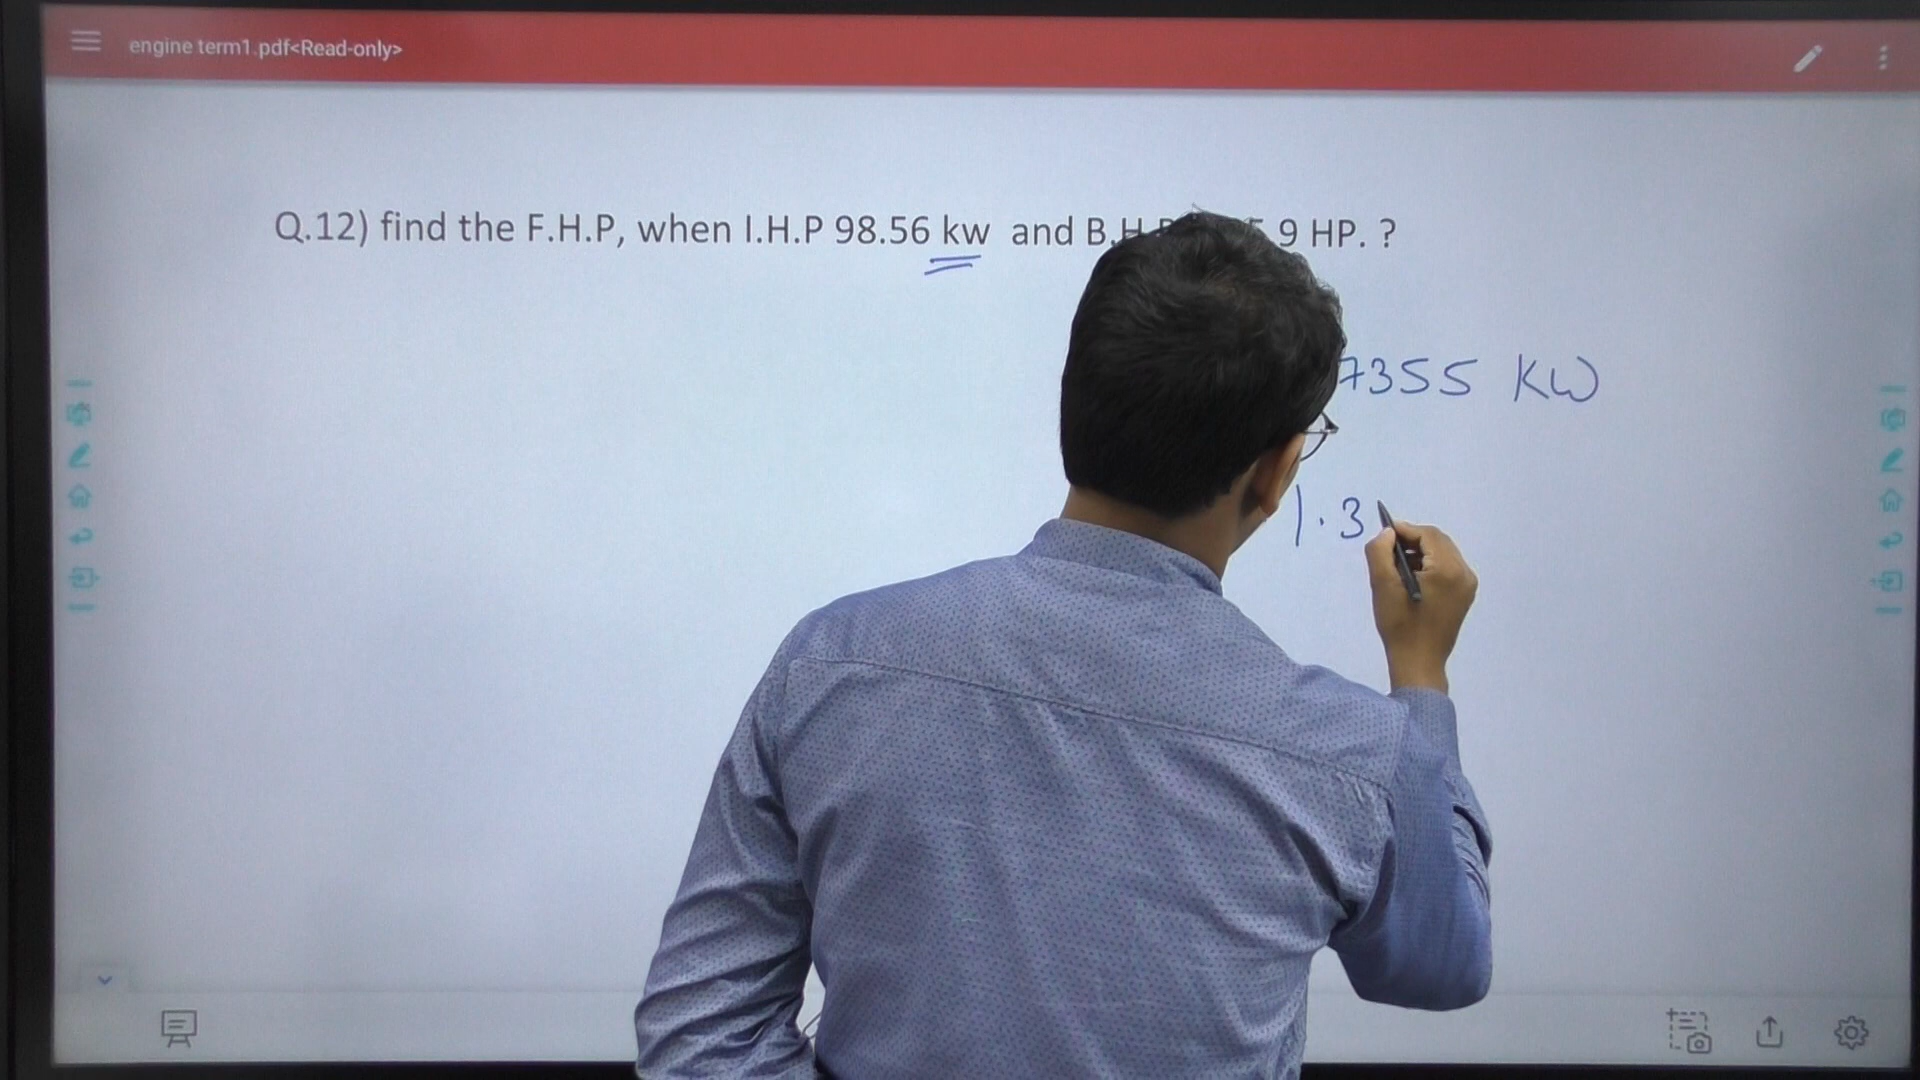 engine term1.pdf<Read-only>
Q.12) find the F.H.P, when I.H.P 98.56 kw and B.H.P 9 HP. ?
7355 KW
1.3